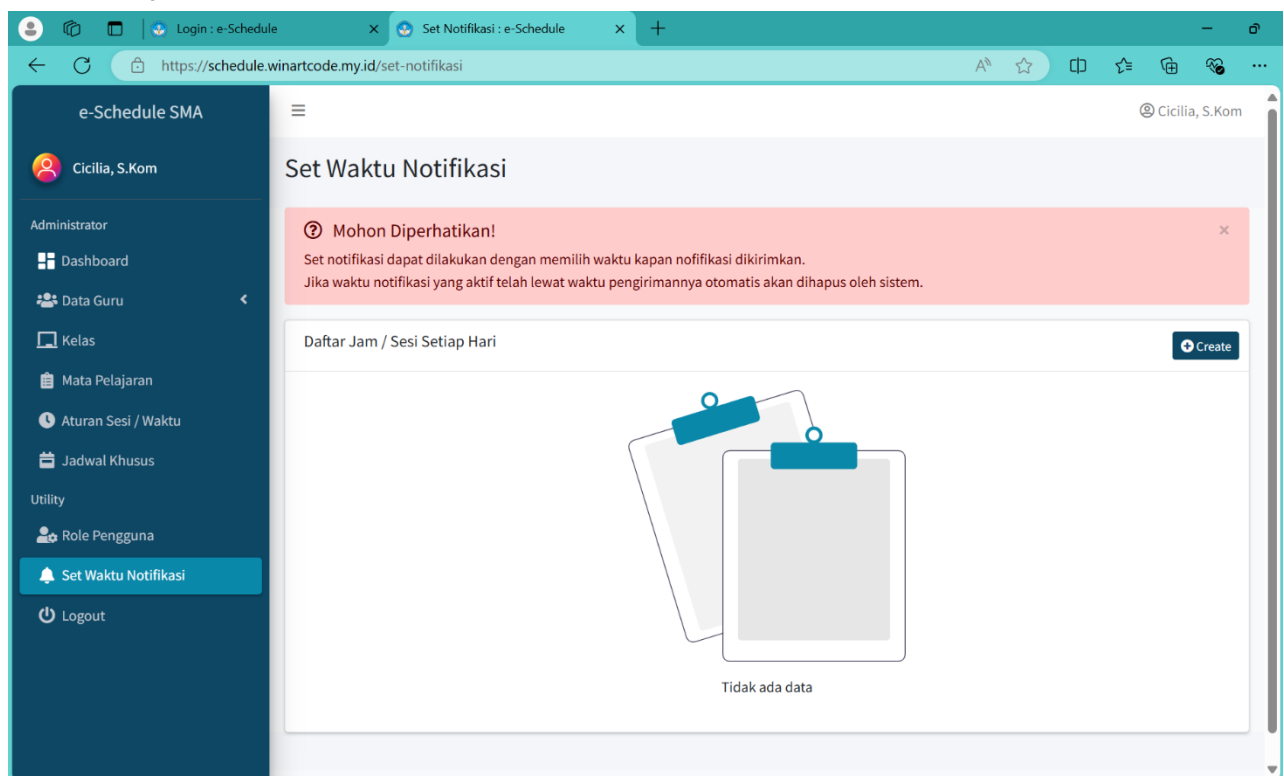 Login : e-Schedule
Set Notifikasi : e-Schedule
https://schedule.winartcode.my.id/set-notifikasi
e-Schedule SMA
Cicilia, S.Kom
Cicilia, S.Kom
Set Waktu Notifikasi
Administrator
Dashboard
Data Guru
Kelas
Mata Pelajaran
Aturan Sesi / Waktu
Jadwal Khusus
Utility
Role Pengguna
Set Waktu Notifikasi
Logout
Mohon Diperhatikan!
Set notifikasi dapat dilakukan dengan memilih waktu kapan nofifikasi dikirimkan.
Jika waktu notifikasi yang aktif telah lewat waktu pengirimannya otomatis akan dihapus oleh sistem.
Daftar Jam / Sesi Setiap Hari
Create
Tidak ada data